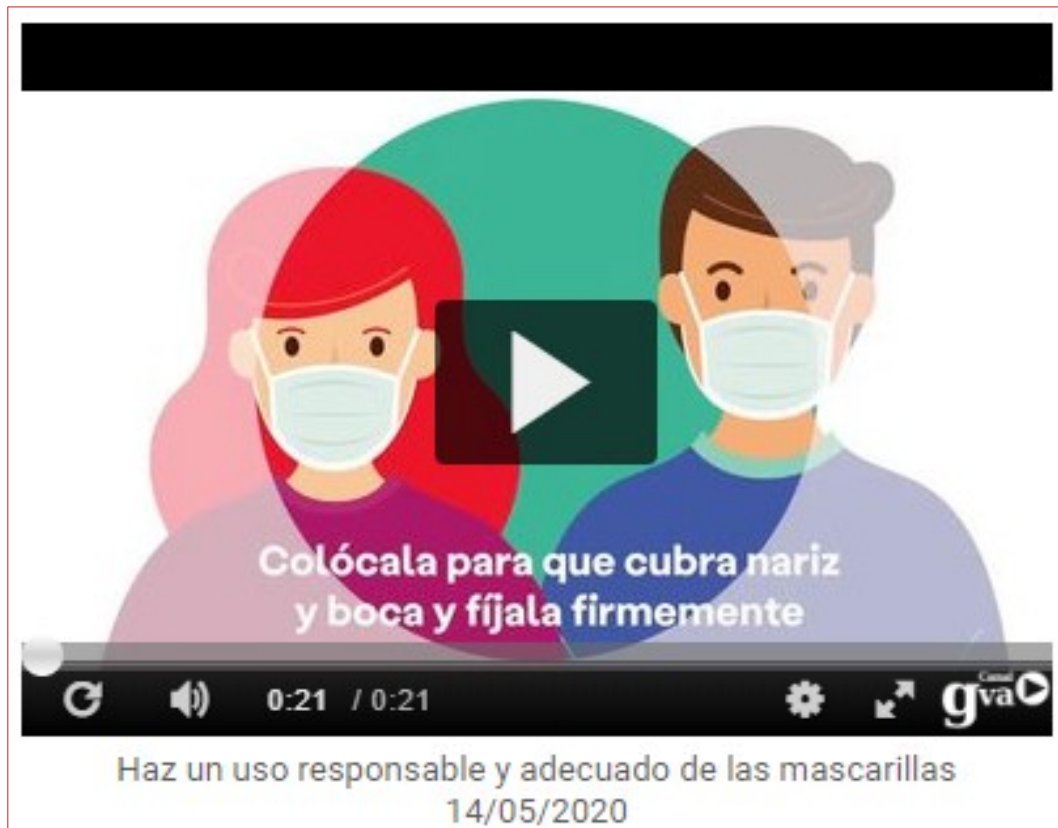 Colócala para que cubra nariz
y boca y fíjala firmemente
0:21 / 0:21
Canal
gva
Haz un uso responsable y adecuado de las mascarillas
14/05/2020